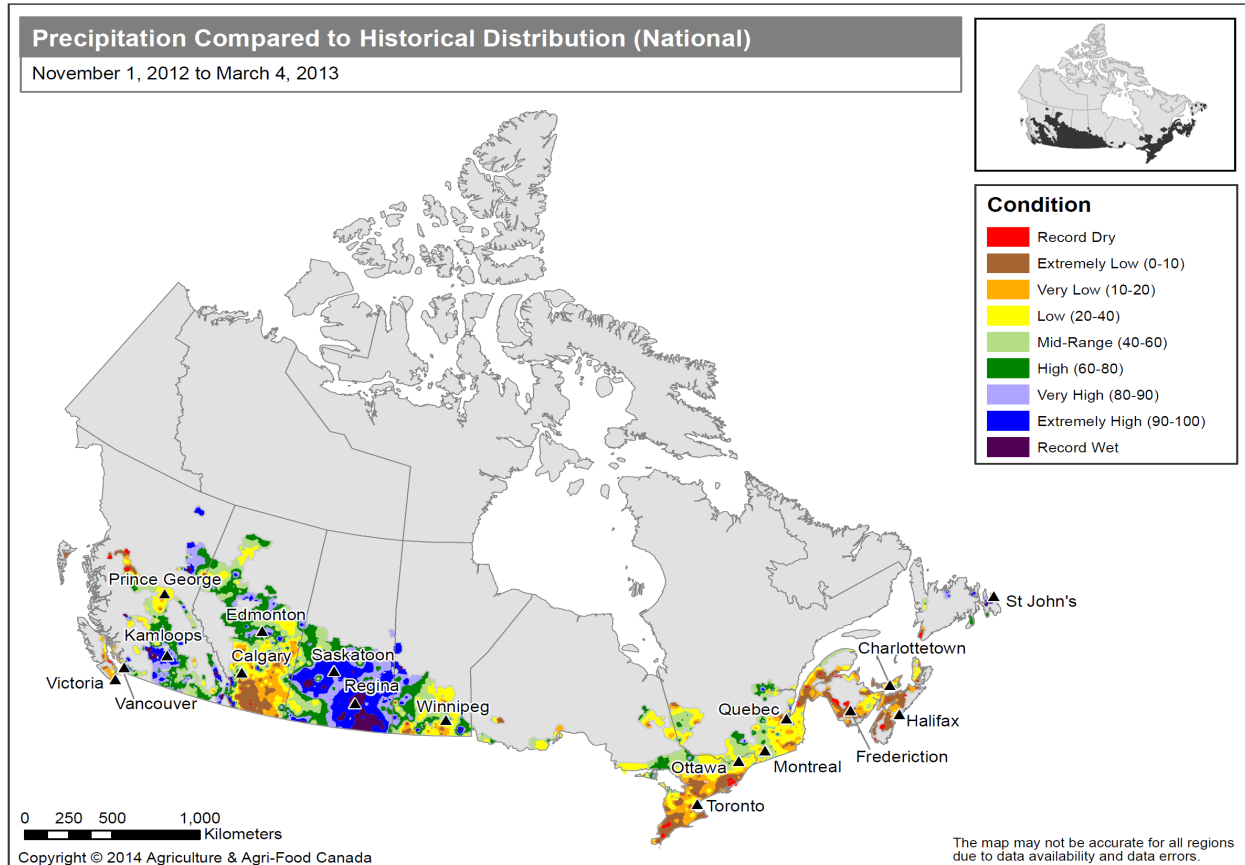 Precipitation Compared to Historical Distribution (National)
November 1, 2012 to March 4, 2013
Condition
Record Dry
Extremely Low (0-10)
Very Low (10-20)
Low (20-40)
Mid-Range (40-60)
High (60-80)
Very High (80-90)
Extremely High (90-100)
Record Wet
Prince George
Edmonton
Kamloops
Calgary
Saskatoon
Regina
Victoria
Vancouver
Winnipeg
St John's
Charlottetown
Quebec
Halifax
Frederiction
Ottawa
Montreal
Toronto
0 250 500 1,000
Kilometers
Copyright © 2014 Agriculture & Agri-Food Canada
The map may not be accurate for all regions
due to data availability and data errors.